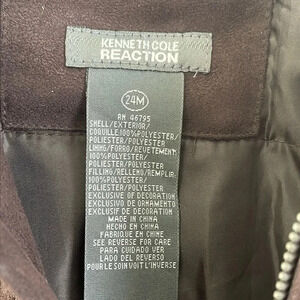 KENNETH COLE
REACTION
24M
RN 46795
SHELL/EXTERIOR/
COQUILLE:100%POLYESTER/
POLIESTER/POLYESTER
LINING/FORRO/REVETEMENT:
100%POLYESTER/
POLIESTER/POLYESTER
FILLING/RELLENO/REMPLIR:
100%POLYESTER/
POLIESTER/POLYESTER
EXCLUSIVE OF DECORATION
EXCLUSIVO DE ORNAMENTO
EXCLUSIF DE DECORATION
MADE IN CHINA
HECHO EN CHINA
FABRIQUE EN CHINE
SEE REVERSE FOR CARE
PARA CUIDADO VER
LADO DEL REVERSO
POUR LE SOIN VOIT L'INVERSE